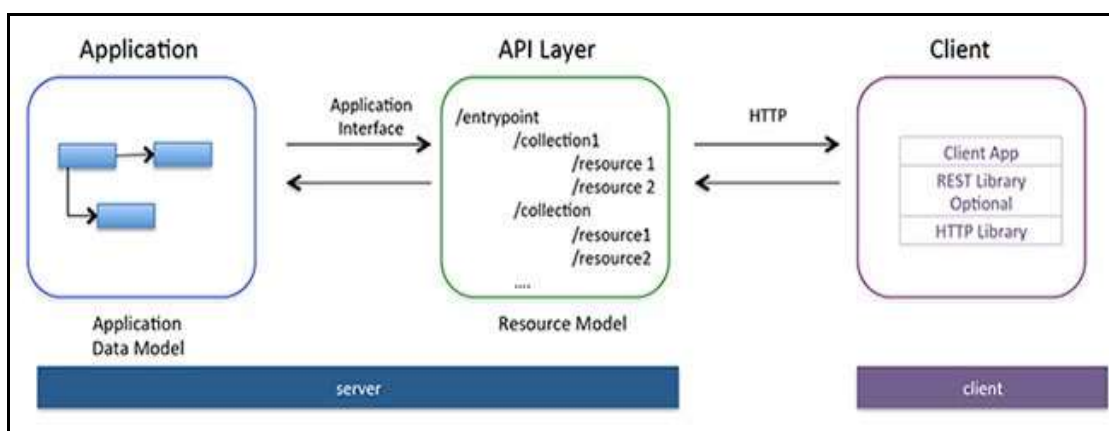 Application
API Layer
Client
Application
Interface
/entrypoint
/collection1
/resource 1
/resource 2
/collection
/resource1
/resource2
....
HTTP
Client App
REST Library
Optional
HTTP Library
Application
Data Model
Resource Model
server
client